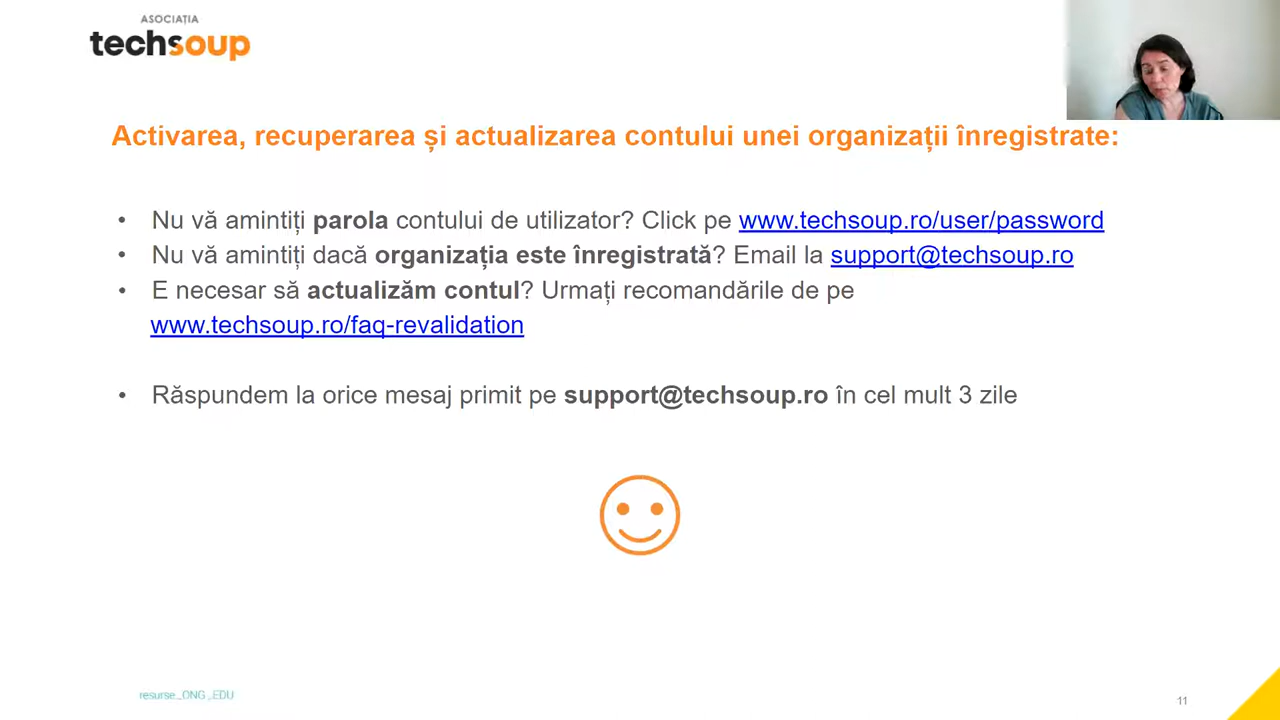 ASOCIAȚIA
techsoup
Activarea, recuperarea și actualizarea contului unei organizații înregistrate:
• Nu vă amintiți parola contului de utilizator? Click pe www.techsoup.ro/user/password
• Nu vă amintiți dacă organizația este înregistrată? Email la support@techsoup.ro
• E necesar să actualizăm contul? Urmați recomandările de pe
www.techsoup.ro/faq-revalidation
• Răspundem la orice mesaj primit pe support@techsoup.ro în cel mult 3 zile
resurse_ONG_EDU
11